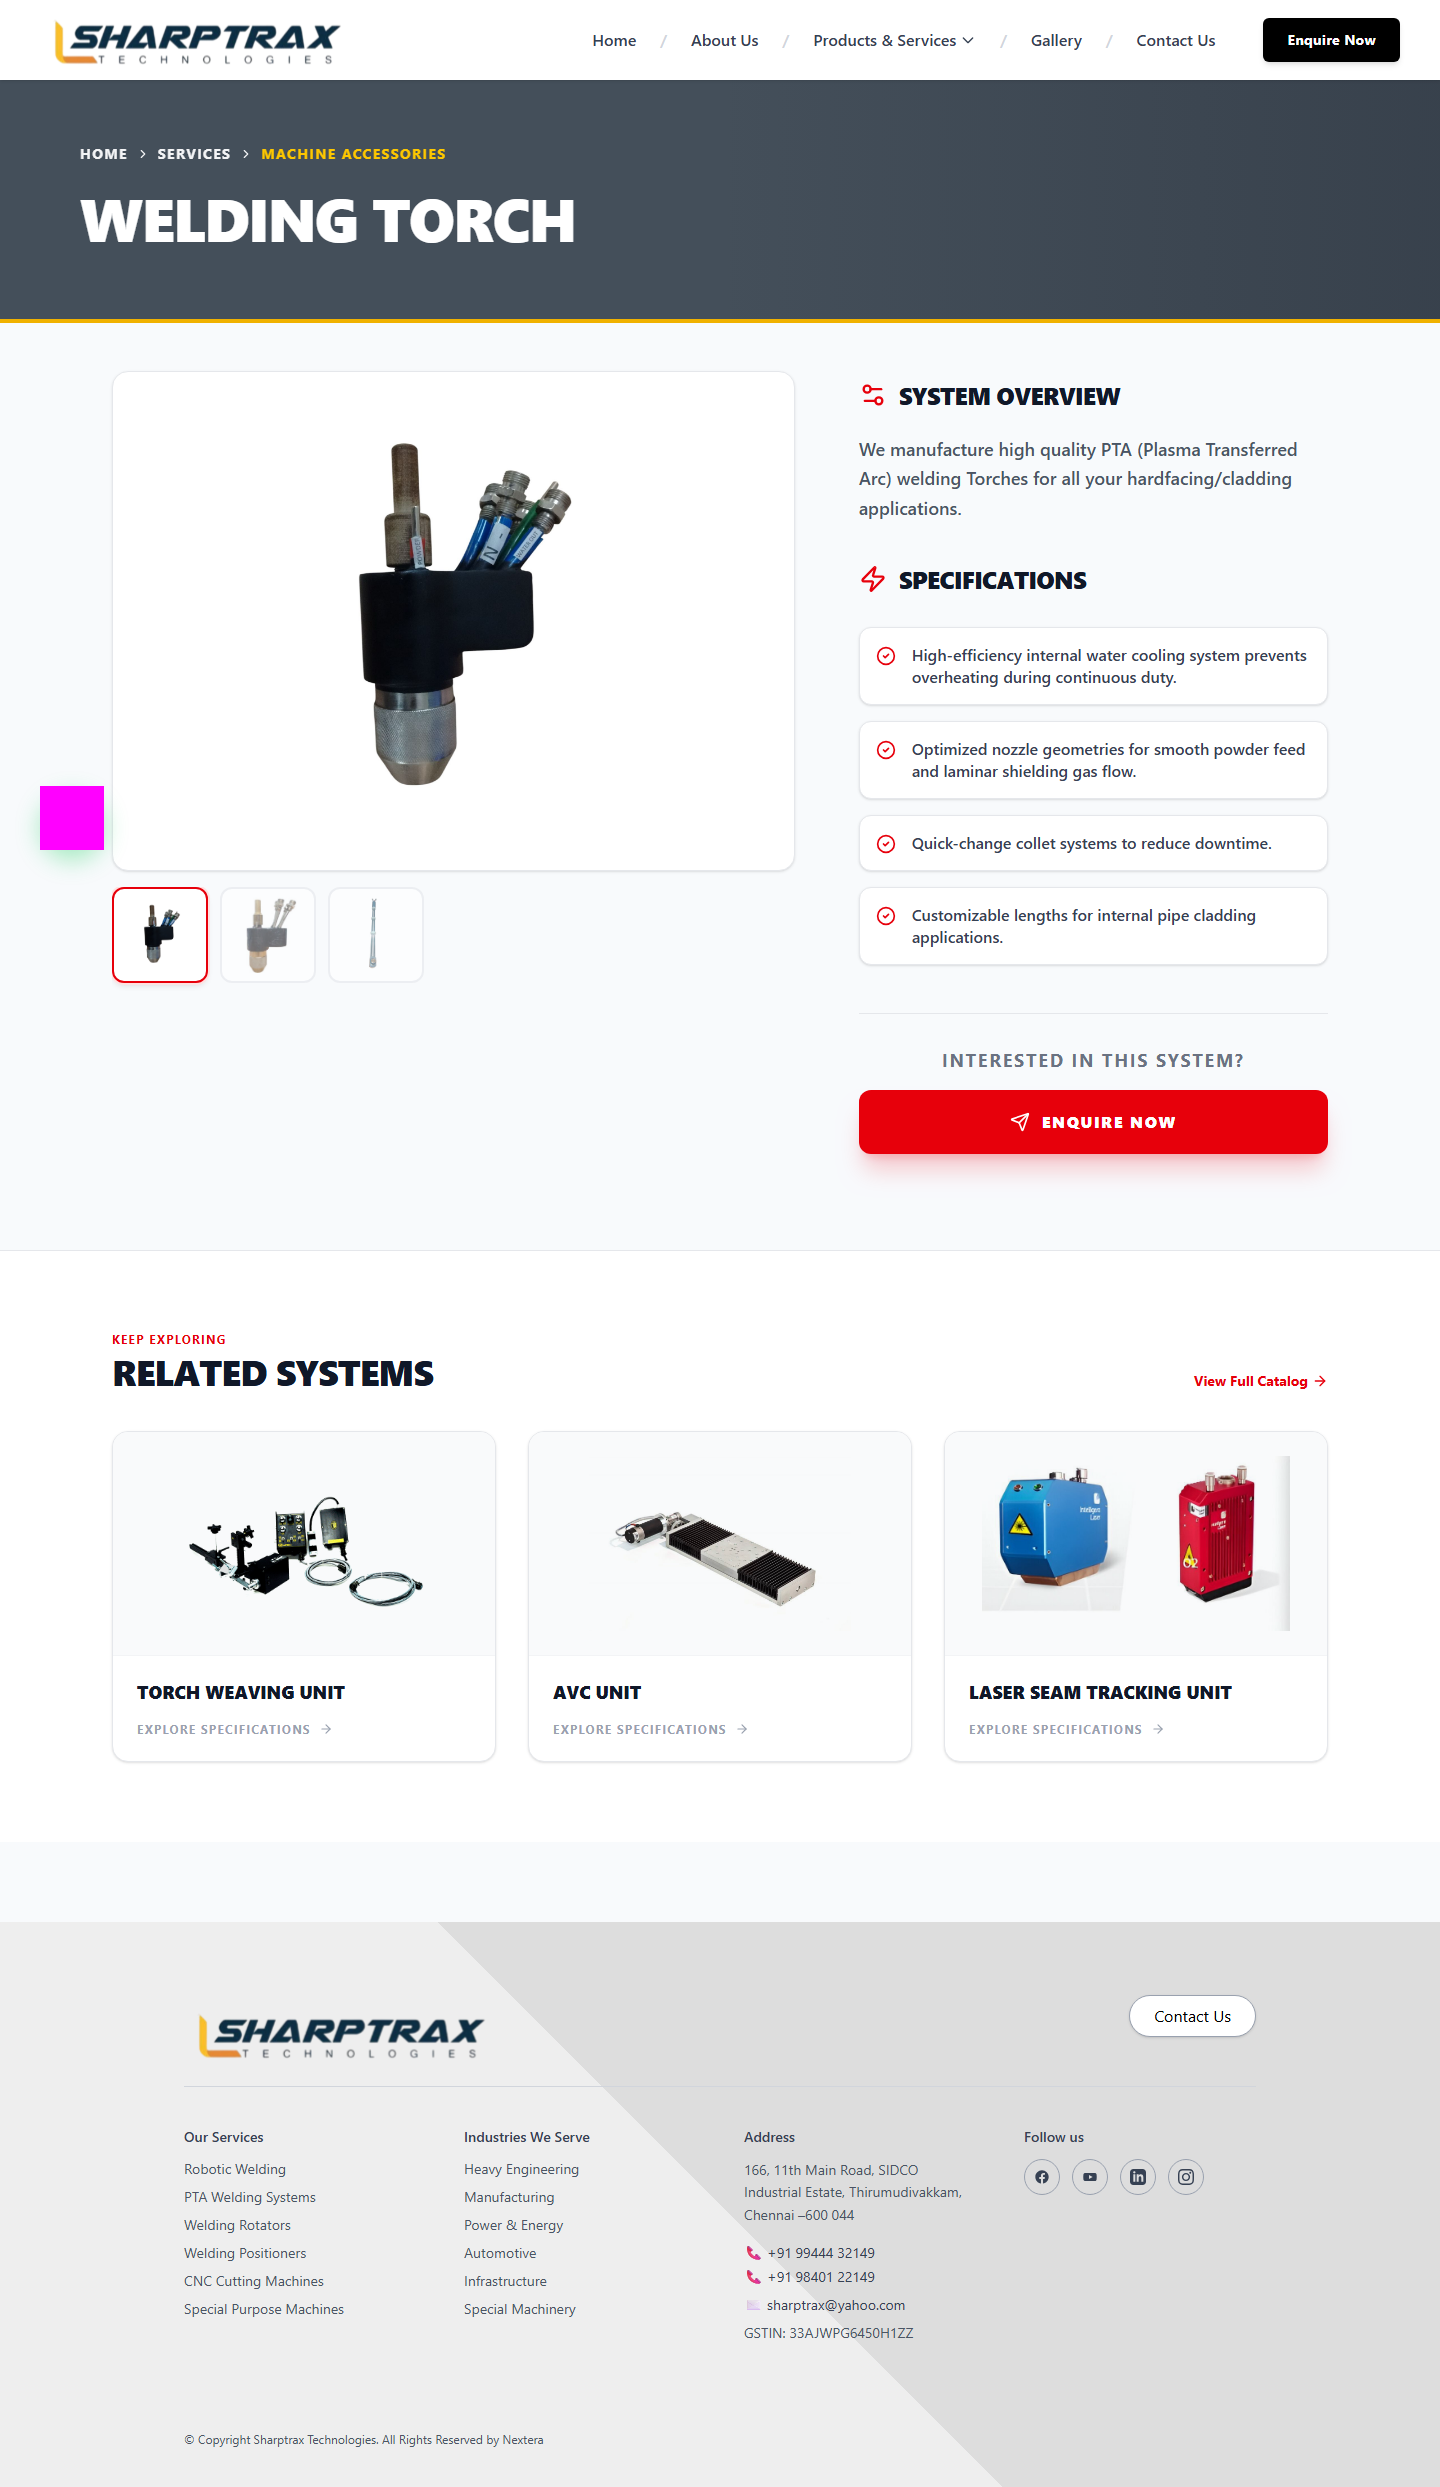 SHARPTRAX
TECHNOLOGIES
Home / About Us / Products & Services / Gallery / Contact Us
Enquire Now
HOME > SERVICES > MACHINE ACCESSORIES
WELDING TORCH
SYSTEM OVERVIEW
We manufacture high quality PTA (Plasma Transferred
Arc) welding Torches for all your hardfacing/cladding
applications.
SPECIFICATIONS
High-efficiency internal water cooling system prevents
overheating during continuous duty.
Optimized nozzle geometries for smooth powder feed
and laminar shielding gas flow.
Quick-change collet systems to reduce downtime.
Customizable lengths for internal pipe cladding
applications.
INTERESTED IN THIS SYSTEM?
ENQUIRE NOW
KEEP EXPLORING
RELATED SYSTEMS
View Full Catalog →
TORCH WEAVING UNIT
EXPLORE SPECIFICATIONS →
AVC UNIT
EXPLORE SPECIFICATIONS →
LASER SEAM TRACKING UNIT
EXPLORE SPECIFICATIONS →
SHARPTRAX
TECHNOLOGIES
Contact Us
Our Services
Robotic Welding
PTA Welding Systems
Welding Rotators
Welding Positioners
CNC Cutting Machines
Special Purpose Machines
Industries We Serve
Heavy Engineering
Manufacturing
Power & Energy
Automotive
Infrastructure
Special Machinery
Address
166, 11th Main Road, SIDCO
Industrial Estate, Thirumudivakkam,
Chennai –600 044
+91 99444 32149
+91 98401 22149
sharptrax@yahoo.com
GSTIN: 33AJWPG6450H1ZZ
Follow us
© Copyright Sharptrax Technologies. All Rights Reserved by Nextera